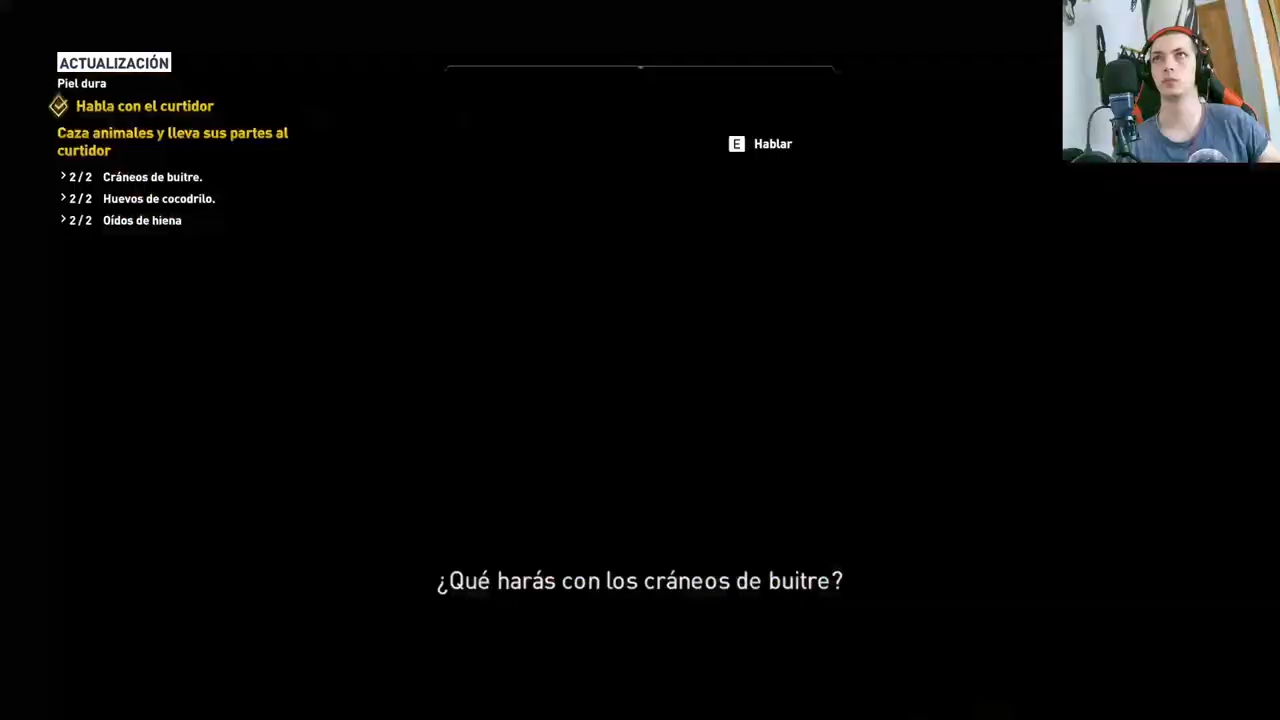 ACTUALIZACIÓN
Piel dura
Habla con el curtidor
Caza animales y lleva sus partes al
curtidor
2 / 2 Cráneos de buitre.
2 / 2 Huevos de cocodrilo.
2 / 2 Oídos de hiena
E Hablar
¿Qué harás con los cráneos de buitre?